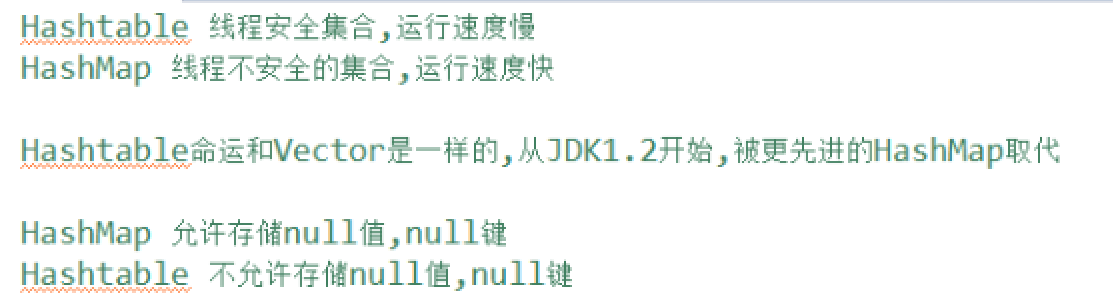 Hashtable 线程安全集合,运行速度慢
HashMap 线程不安全的集合,运行速度快
Hashtable命运和Vector是一样的,从JDK1.2开始,被更先进的HashMap取代
HashMap 允许存储null值,null键
Hashtable 不允许存储null值,null键